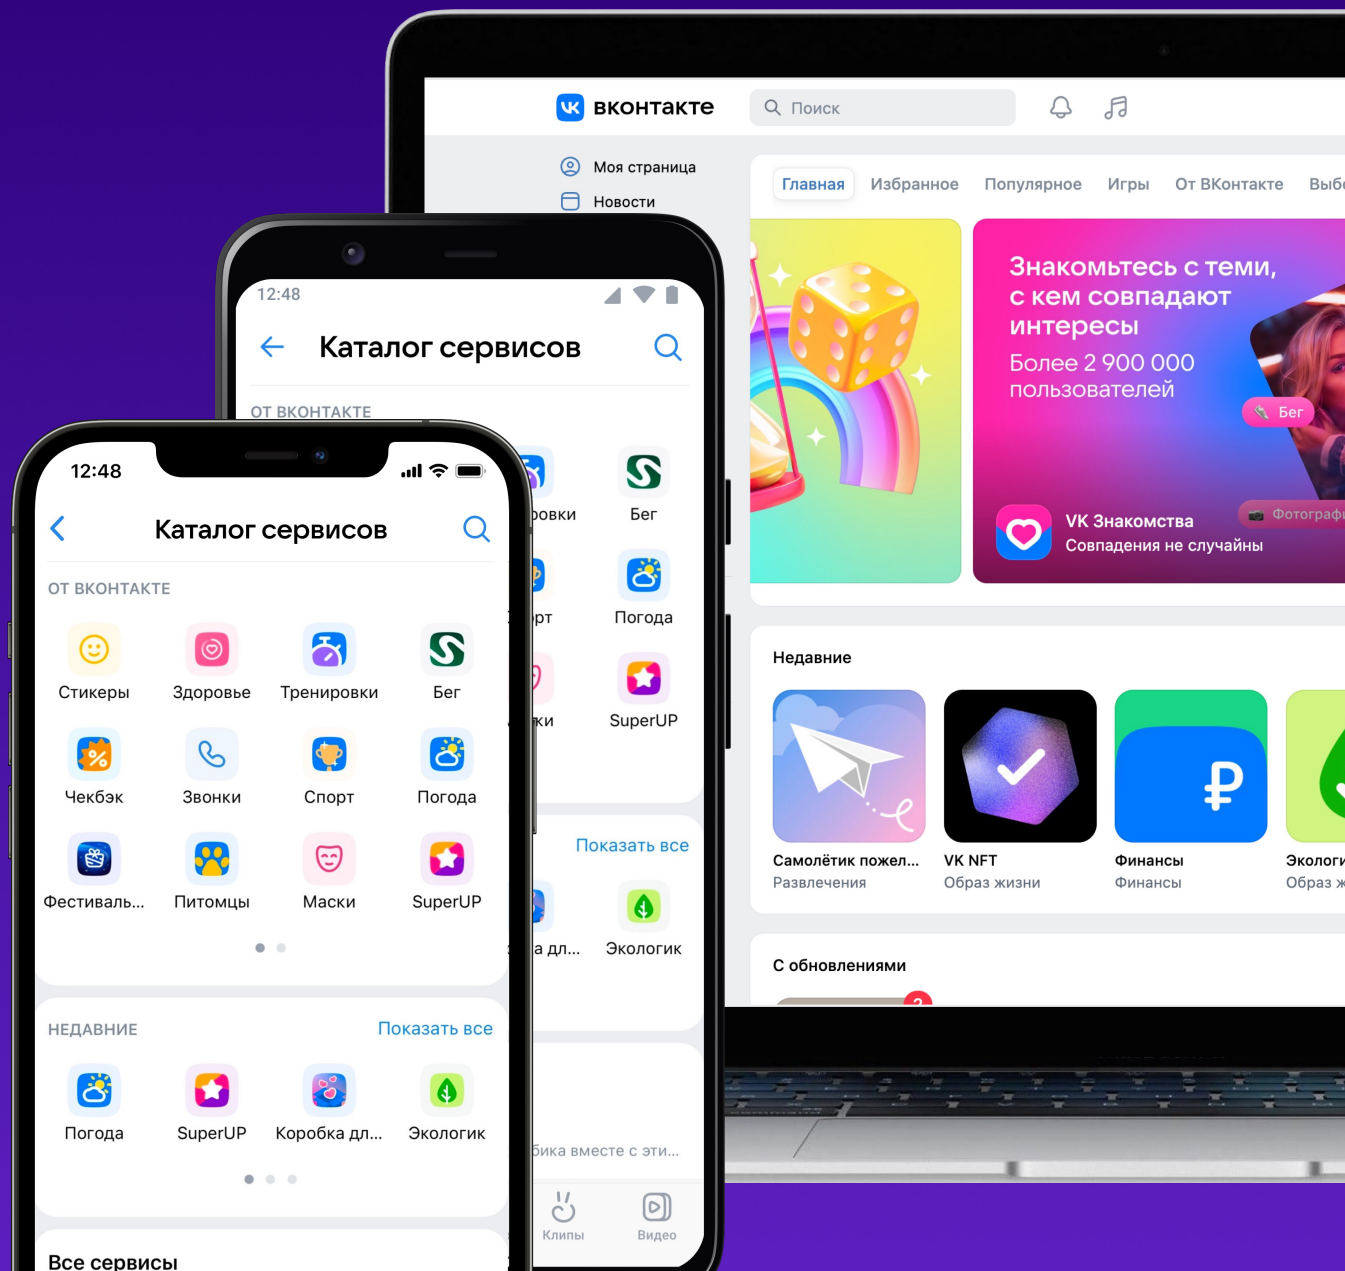 вконтакте
Поиск
Моя страница
Новости
Главная Избранное Популярное Игры От ВКонтакте
Знакомьтесь с теми,
с кем совпадают
интересы
Более 2 900 000
пользователей
Бег
VK Знакомства
Совпадения не случайны
Недавние
Самолётик пожел...
Развлечения
VK NFT
Образ жизни
Финансы
Финансы
С обновлениями
12:48
Каталог сервисов
ОТ ВКОНТАКТЕ
Бег
Погода
SuperUP
Показать все
Экологик
вместе с эти...
Клипы Видео
12:48
Каталог сервисов
ОТ ВКОНТАКТЕ
Стикеры Здоровье Тренировки Бег
Чекбэк Звонки Спорт Погода
Фестиваль... Питомцы Маски SuperUP
НЕДАВНИЕ Показать все
Погода SuperUP Коробка дл... Экологик
Все сервисы